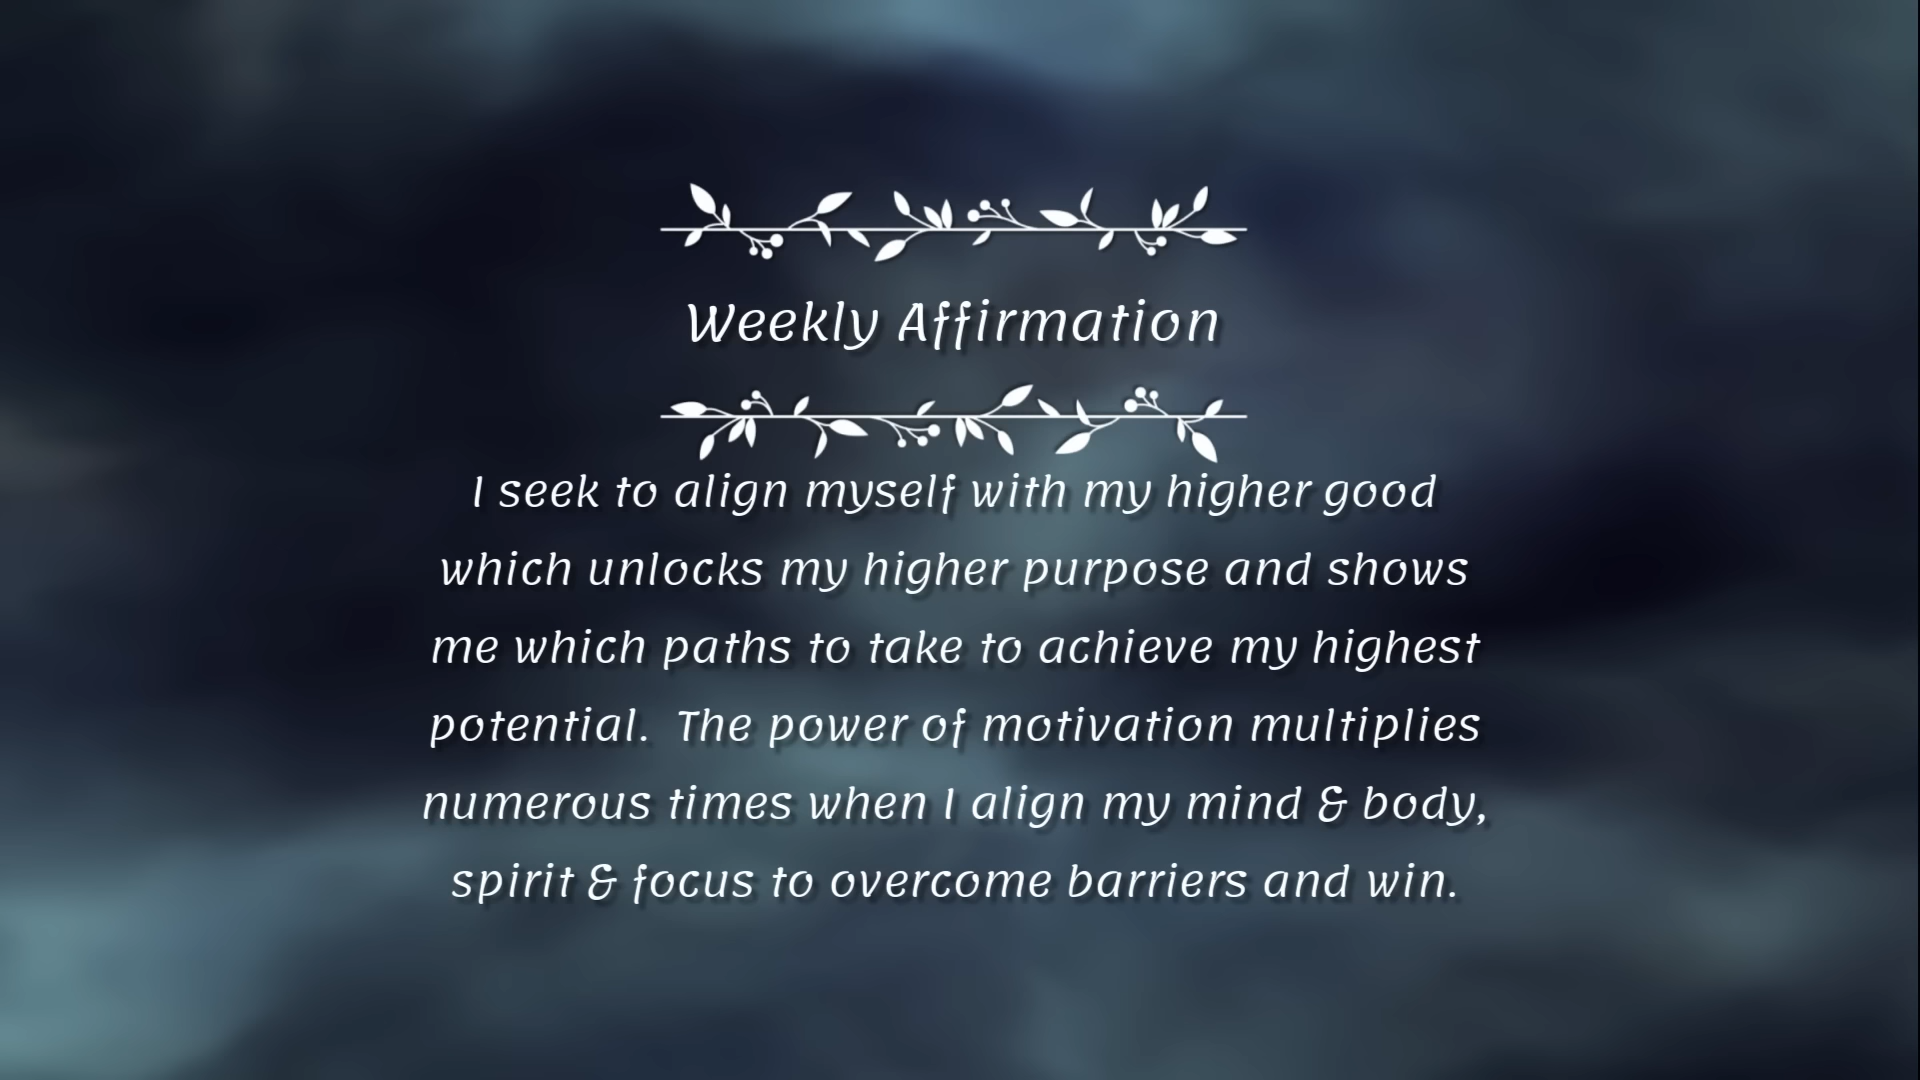 Weekly Affirmation
I seek to align myself with my higher good
which unlocks my higher purpose and shows
me which paths to take to achieve my highest
potential.  The power of motivation multiplies
numerous times when I align my mind & body,
spirit & focus to overcome barriers and win.